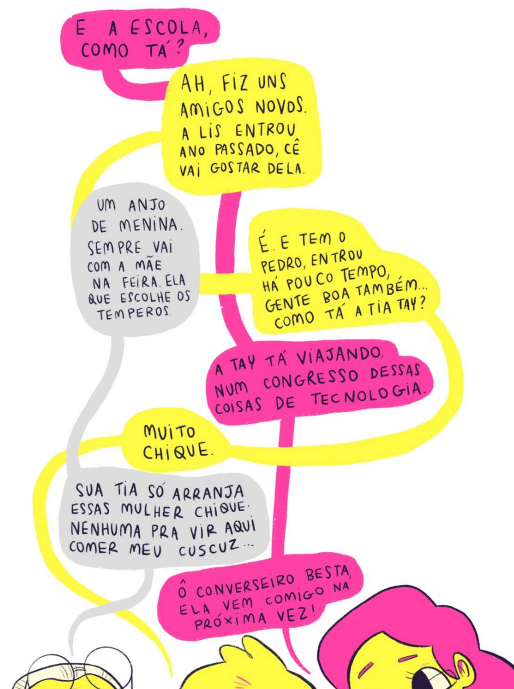 E A ESCOLA,
COMO TÁ?
AH, FIZ UNS
AMIGOS NOVOS.
A LIS ENTROU
ANO PASSADO, CÊ
VAI GOSTAR DELA.
UM ANJO
DE MENINA.
SEMPRE VAI
COM A MÃE
NA FEIRA. ELA
QUE ESCOLHE OS
TEMPEROS.
É. E TEM O
PEDRO, ENTROU
HÁ POUCO TEMPO,
GENTE BOA TAMBÉM...
COMO TÁ A TIA TAY?
A TAY TÁ VIAJANDO,
NUM CONGRESSO DESSAS
COISAS DE TECNOLOGIA.
MUITO
CHIQUE.
SUA TIA SÓ ARRANJA
ESSAS MULHER CHIQUE.
NENHUMA PRA VIR AQUI
COMER MEU CUSCUZ...
Ô CONVERSEIRO BESTA,
ELA VEM COMIGO NA
PRÓXIMA VEZ!